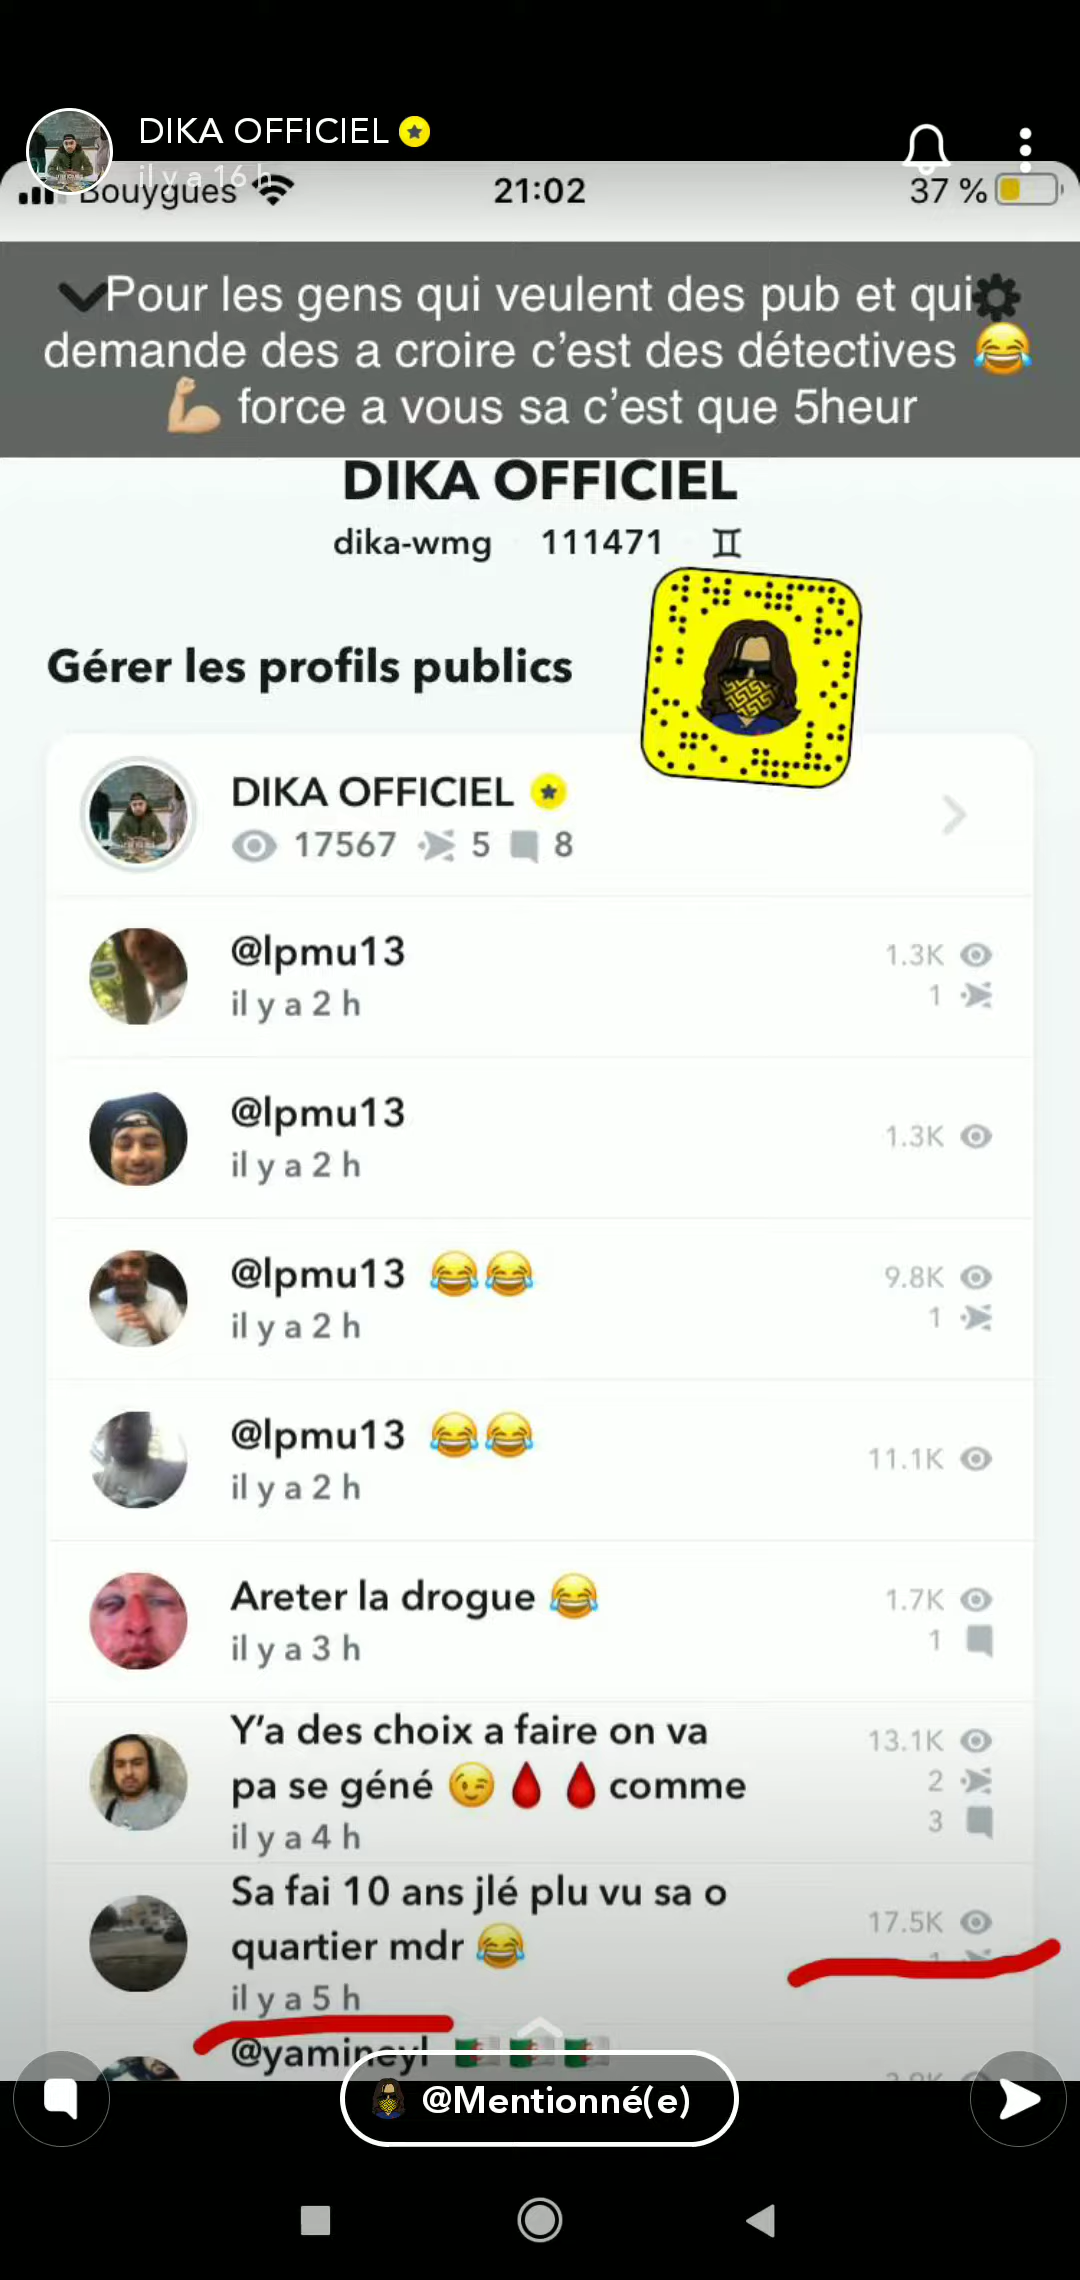 DIKA OFFICIEL
il y a 16 h
Bouygues
21:02
37 %
Pour les gens qui veulent des pub et qui
demande des a croire c’est des détectives 😂
💪🏼 force a vous sa c’est que 5heur
DIKA OFFICIEL
dika-wmg 111471 ♊
Gérer les profils publics
DIKA OFFICIEL
17567 5 8
@lpmu13
il y a 2 h
1.3K
1
@lpmu13
il y a 2 h
1.3K
@lpmu13 😂😂
il y a 2 h
9.8K
1
@lpmu13 😂😂
il y a 2 h
11.1K
Areter la drogue 😂
il y a 3 h
1.7K
1
Y’a des choix a faire on va
pa se géné 😉🩸🩸comme
il y a 4 h
13.1K
2
3
Sa fai 10 ans jlé plu vu sa o
quartier mdr 😂
il y a 5 h
17.5K
1
@yamineyl 🇩🇿🇩🇿🇩🇿
@Mentionné(e)